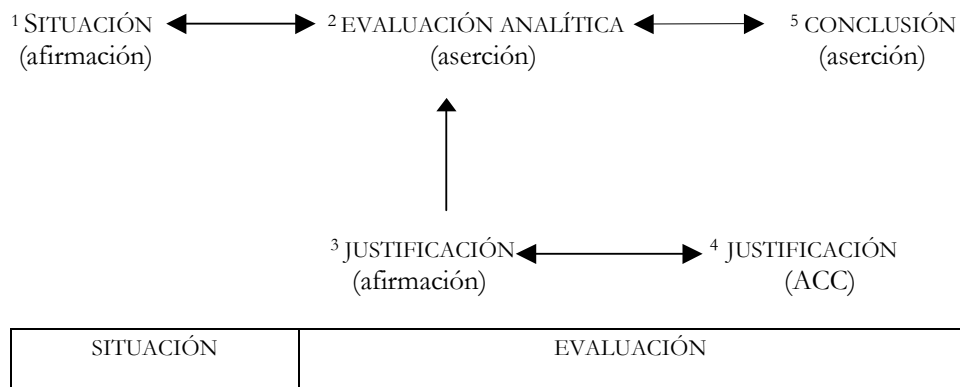 1 SITUACIÓN 2 EVALUACIÓN ANALÍTICA 5 CONCLUSIÓN
(afirmación) (aserción) (aserción)
3 JUSTIFICACIÓN 4 JUSTIFICACIÓN
(afirmación) (ACC)
SITUACIÓN EVALUACIÓN